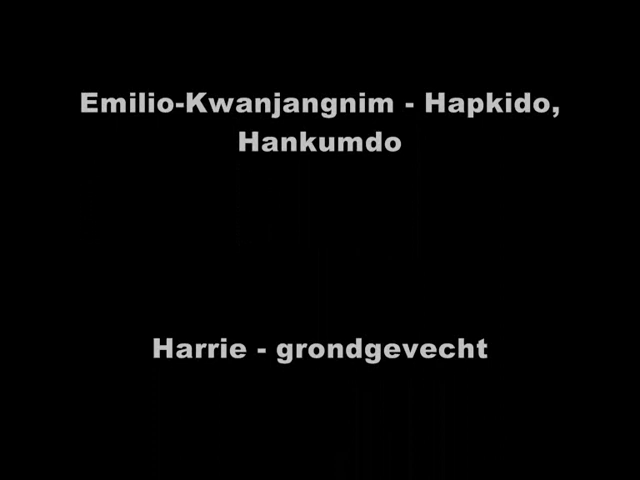 Emilio-Kwanjangnim - Hapkido,
Hankumdo
Harrie - grondgevecht